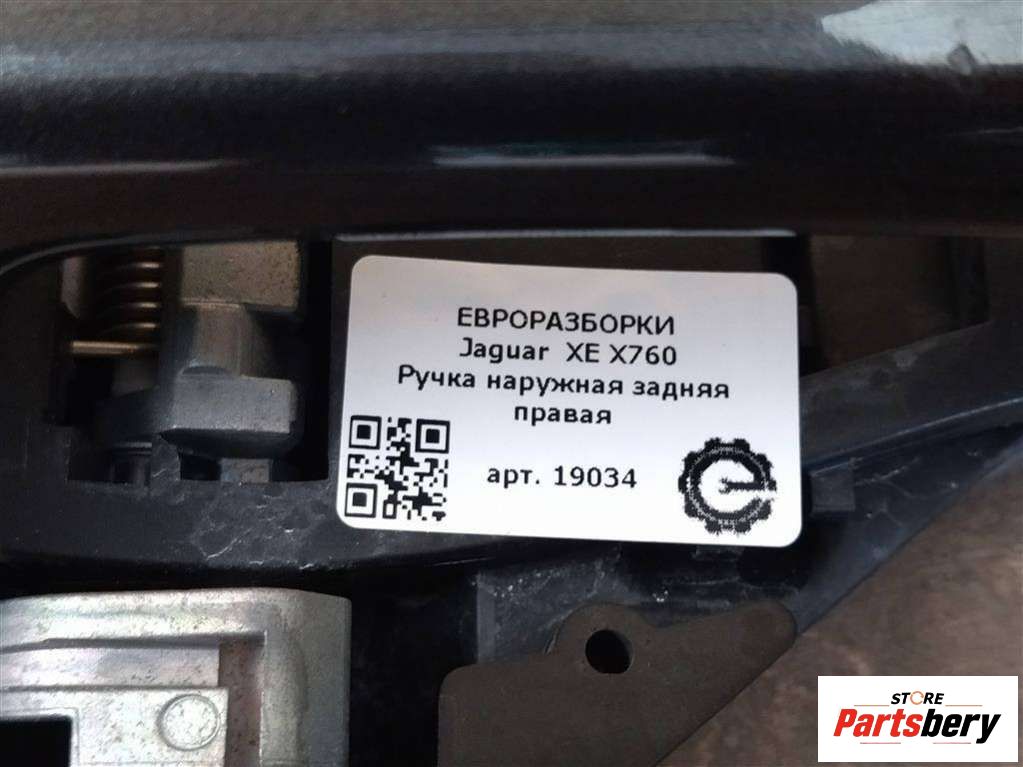 ЕВРОРАЗБОРКИ
Jaguar XE X760
Ручка наружная задняя
правая
арт. 19034
STORE
Partsbery